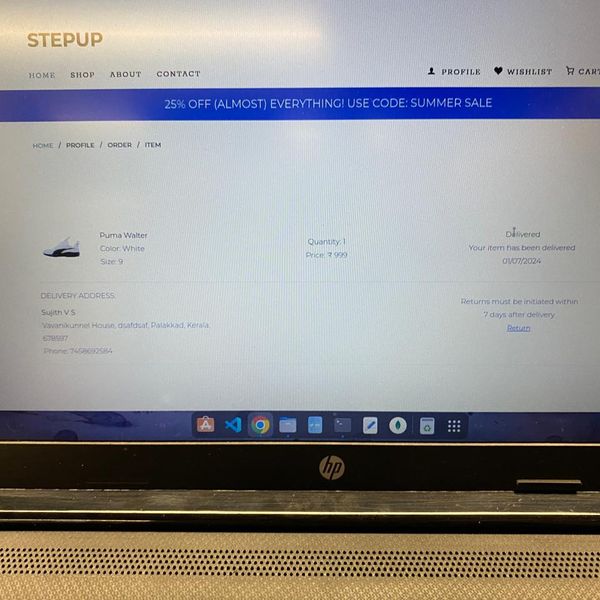 STEPUP
HOME SHOP ABOUT CONTACT
PROFILE WISHLIST CART
25% OFF (ALMOST) EVERYTHING! USE CODE: SUMMER SALE
HOME / PROFILE / ORDER / ITEM
Puma Walter
Color: White
Size: 9
Quantity: 1
Price: ₹ 999
Delivered
Your item has been delivered
01/07/2024
DELIVERY ADDRESS:
Sujith V S
Vavanikunnel House, dsafdsaf, Palakkad, Kerala,
678597
Phone: 7458692584
Returns must be initiated within
7 days after delivery
Return
hp